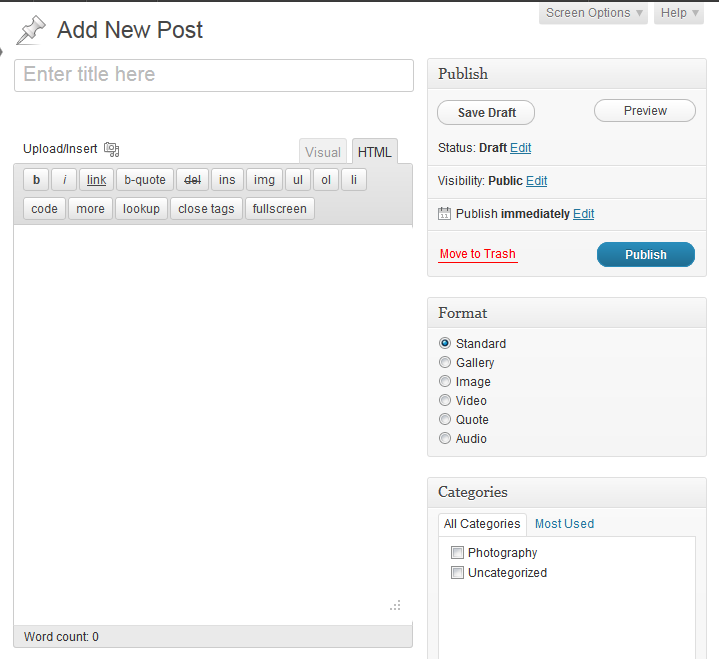 Screen Options Help
Add New Post
Enter title here
Upload/Insert
Visual HTML
b i link b-quote del ins img ul ol li
code more lookup close tags fullscreen
Word count: 0
Publish
Save Draft Preview
Status: Draft Edit
Visibility: Public Edit
Publish immediately Edit
Move to Trash Publish
Format
Standard
Gallery
Image
Video
Quote
Audio
Categories
All Categories Most Used
Photography
Uncategorized